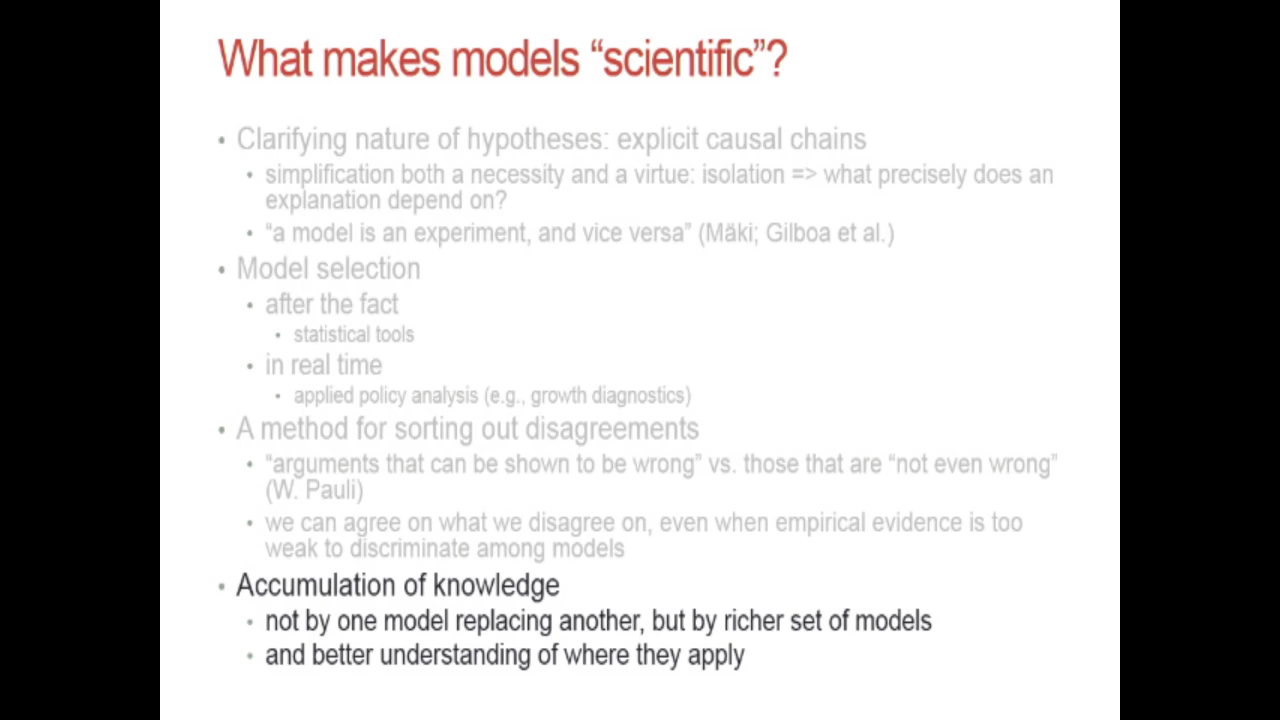 What makes models “scientific”?
• Clarifying nature of hypotheses: explicit causal chains
• simplification both a necessity and a virtue: isolation => what precisely does an
explanation depend on?
• “a model is an experiment, and vice versa” (Mäki; Gilboa et al.)
• Model selection
• after the fact
• statistical tools
• in real time
• applied policy analysis (e.g., growth diagnostics)
• A method for sorting out disagreements
• “arguments that can be shown to be wrong” vs. those that are “not even wrong”
(W. Pauli)
• we can agree on what we disagree on, even when empirical evidence is too
weak to discriminate among models
• Accumulation of knowledge
• not by one model replacing another, but by richer set of models
• and better understanding of where they apply